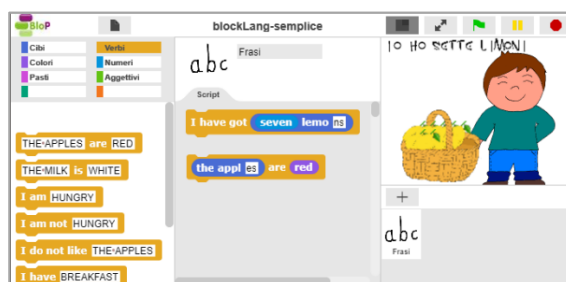 BloP
blockLang-semplice
Cibi
Verbi
Colori
Numeri
Pasti
Aggettivi
THE·APPLES are RED
THE·MILK is WHITE
I am HUNGRY
I am not HUNGRY
I do not like THE·APPLES
I have BREAKFAST
abc
Frasi
Script
I have got seven lemo ns
the appl es are red
IO HO SETTE LIMONI
+
abc
Frasi